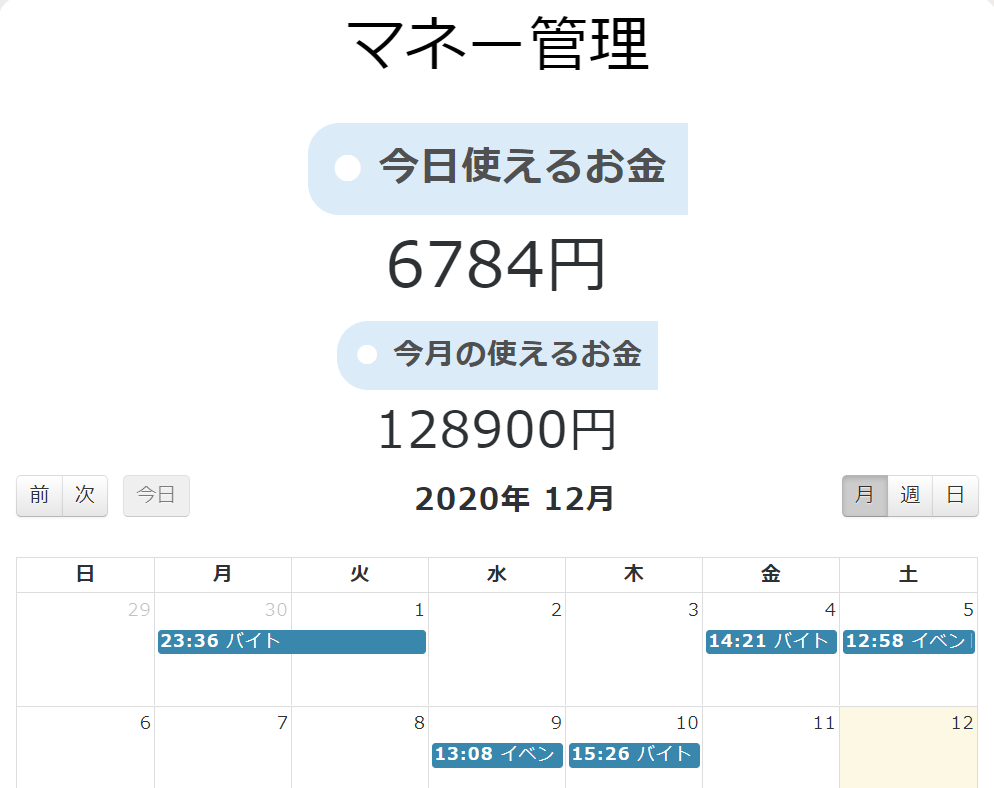 マネー管理
今日使えるお金
6784円
今月の使えるお金
128900円
前 次 今日 2020年 12月 月 週 日
日 月 火 水 木 金 土
29 30 1 2 3 4 5
23:36 バイト 14:21 バイト 12:58 イベン
6 7 8 9 10 11 12
13:08 イベン 15:26 バイト